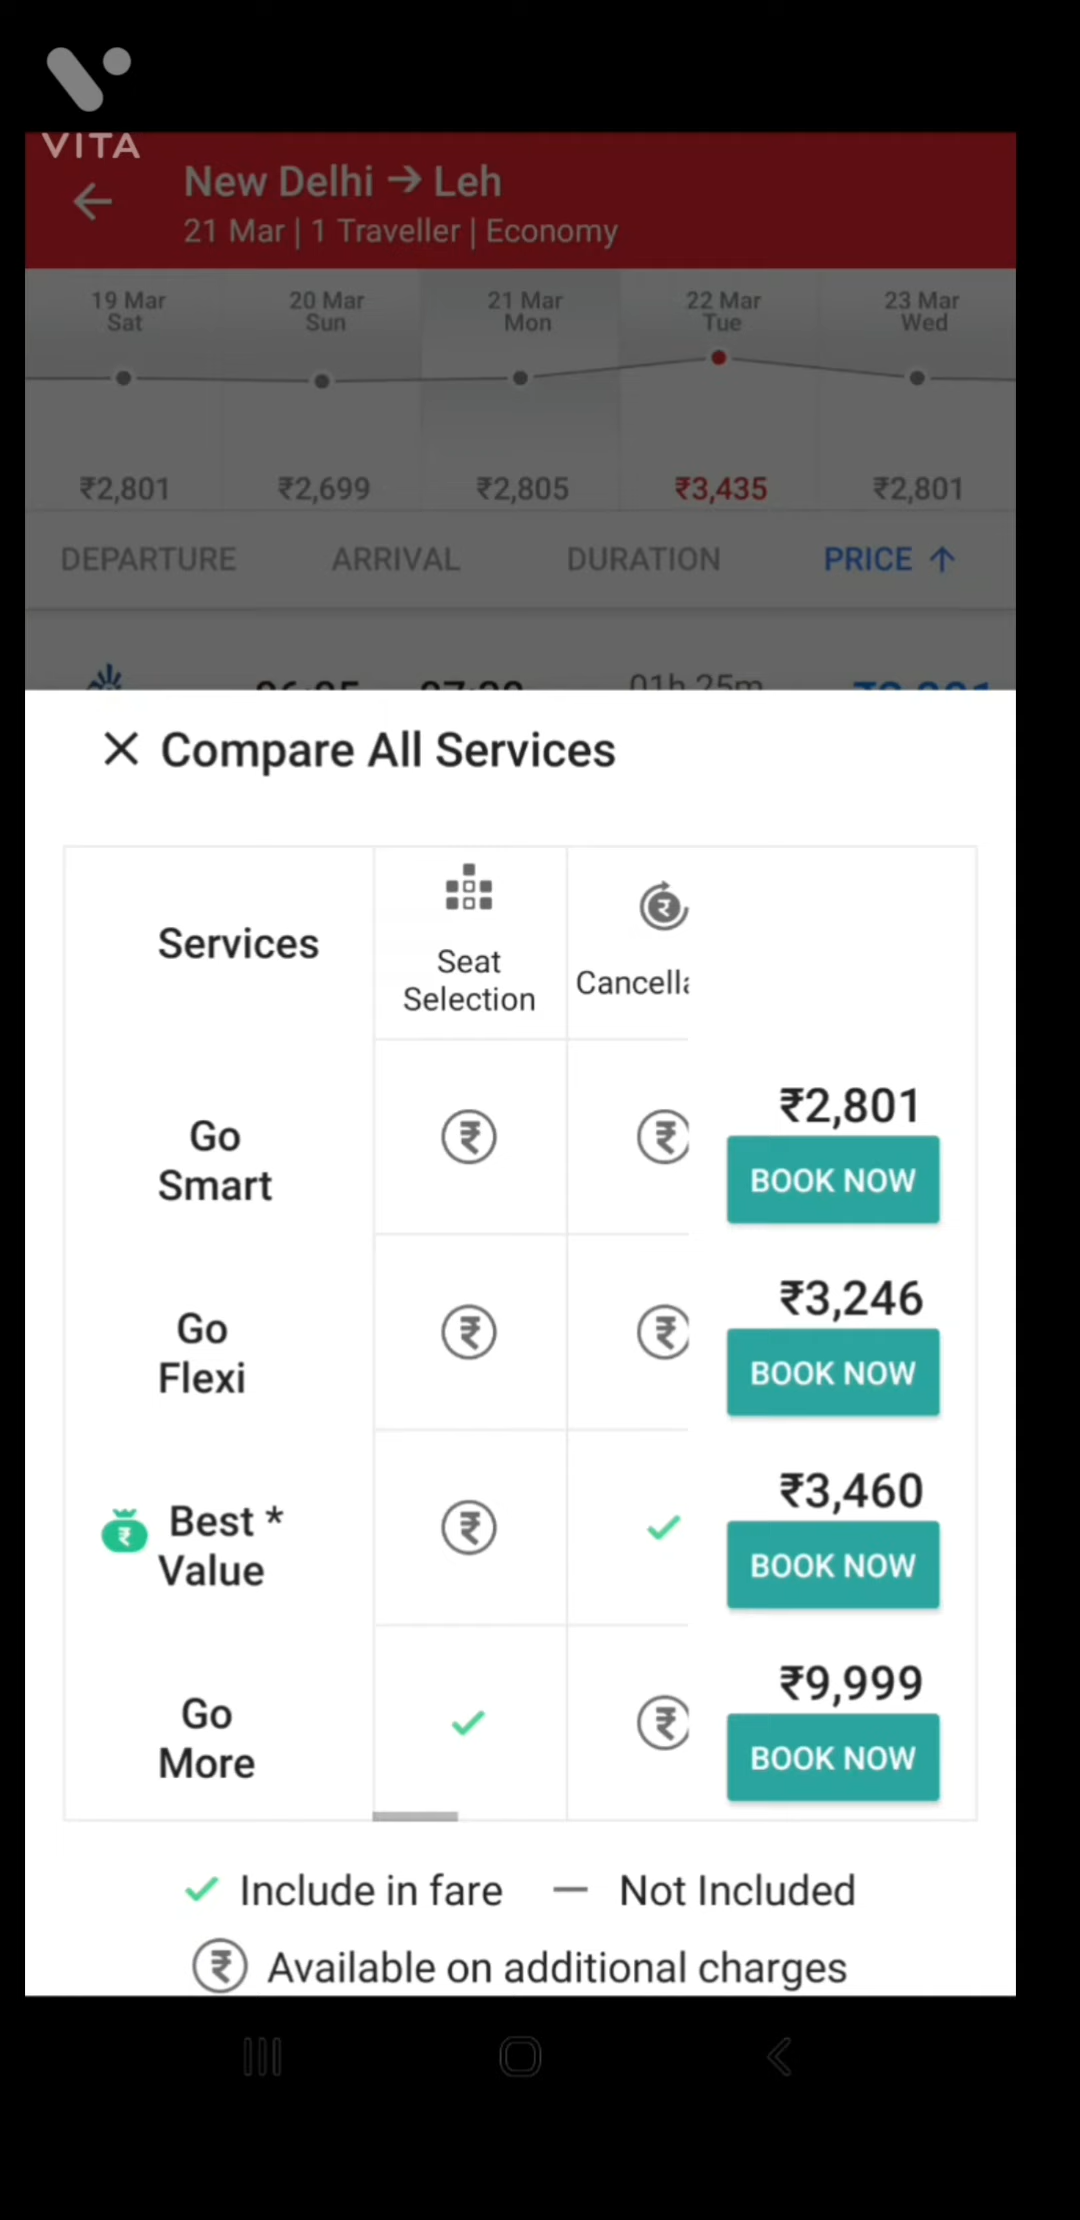 VITA
New Delhi → Leh
21 Mar | 1 Traveller | Economy
19 Mar 20 Mar 21 Mar 22 Mar 23 Mar
Sat Sun Mon Tue Wed
₹2,801 ₹2,699 ₹2,805 ₹3,435 ₹2,801
DEPARTURE ARRIVAL DURATION PRICE ↑
01h 25m
Compare All Services
Services
Seat
Selection
Cancella
Go
Smart
₹2,801
BOOK NOW
Go
Flexi
₹3,246
BOOK NOW
Best *
Value
₹3,460
BOOK NOW
Go
More
₹9,999
BOOK NOW
Include in fare — Not Included
₹ Available on additional charges